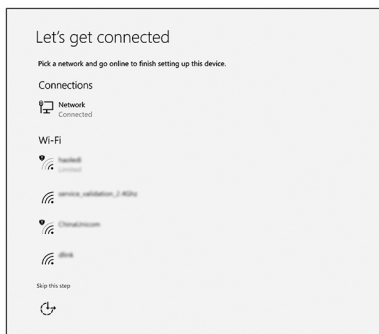 Let's get connected
Pick a network and go online to finish setting up this device.
Connections
Network
Connected
Wi-Fi
Limited
service_validation_2.4Ghz
ChinaUnicom
dlink
Skip this step